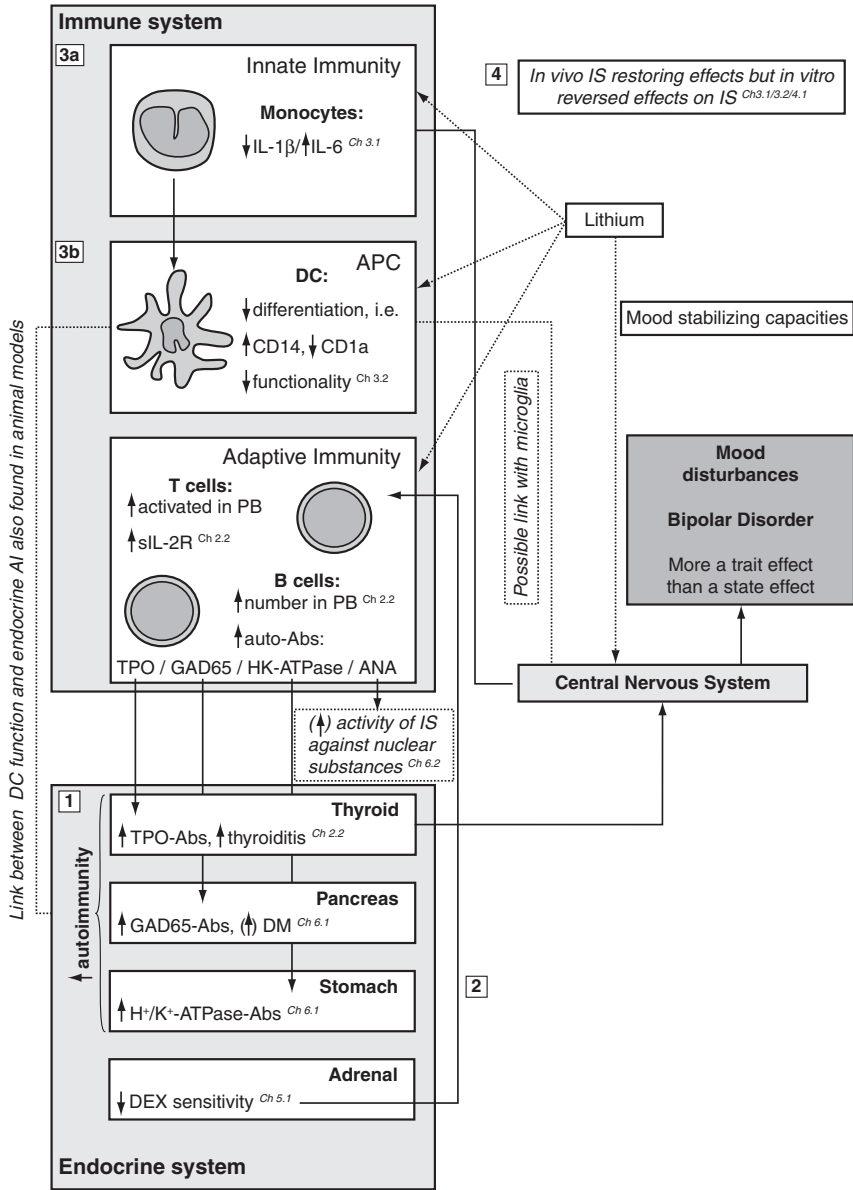 Immune system
3a
Innate Immunity
Monocytes:
↓IL-1β/↑IL-6 Ch 3.1
4
In vivo IS restoring effects but in vitro
reversed effects on IS Ch3.1/3.2/4.1
Lithium
3b
APC
DC:
↓differentiation, i.e.
↑CD14, ↓CD1a
↓functionality Ch 3.2
Mood stabilizing capacities
Link between DC function and endocrine AI also found in animal models
Possible link with microglia
Adaptive Immunity
T cells:
↑activated in PB
↑sIL-2R Ch 2.2
B cells:
↑number in PB Ch 2.2
↑auto-Abs:
TPO / GAD65 / HK-ATPase / ANA
Mood
disturbances
Bipolar Disorder
More a trait effect
than a state effect
Central Nervous System
(↑) activity of IS
against nuclear
substances Ch 6.2
1
↑autoimmunity
Thyroid
↑TPO-Abs, ↑thyroiditis Ch 2.2
Pancreas
↑GAD65-Abs, (↑) DM Ch 6.1
Stomach
↑H+/K+-ATPase-Abs Ch 6.1
2
Adrenal
↓DEX sensitivity Ch 5.1
Endocrine system